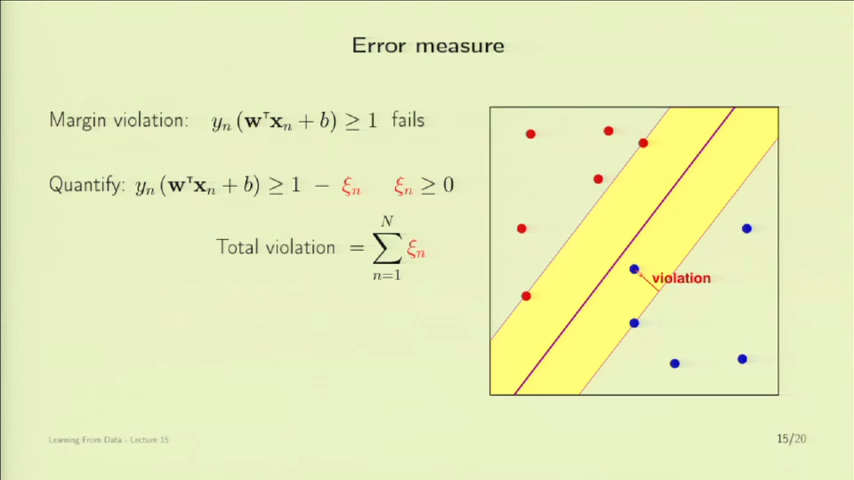 Error measure
Margin violation: yₙ (wᵀxₙ + b) ≥ 1 fails
Quantify: yₙ (wᵀxₙ + b) ≥ 1 − ξₙ ξₙ ≥ 0
Total violation = ∑ₙ₌₁ᴺ ξₙ
violation
Learning From Data - Lecture 15
15/20